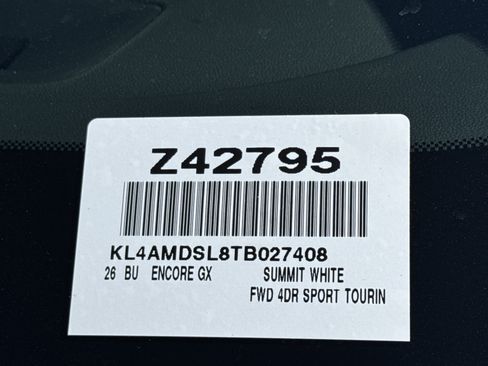 Z42795
KL4AMDSL8TB027408
26 BU ENCORE GX SUMMIT WHITE
FWD 4DR SPORT TOURIN